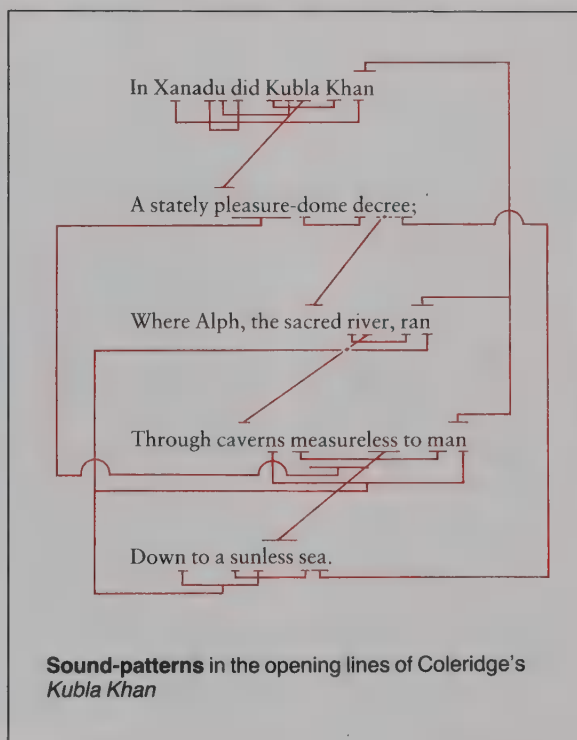 In Xanadu did Kubla Khan
A stately pleasure-dome decree;
Where Alph, the sacred river, ran
Through caverns measureless to man
Down to a sunless sea.
Sound-patterns in the opening lines of Coleridge's
Kubla Khan